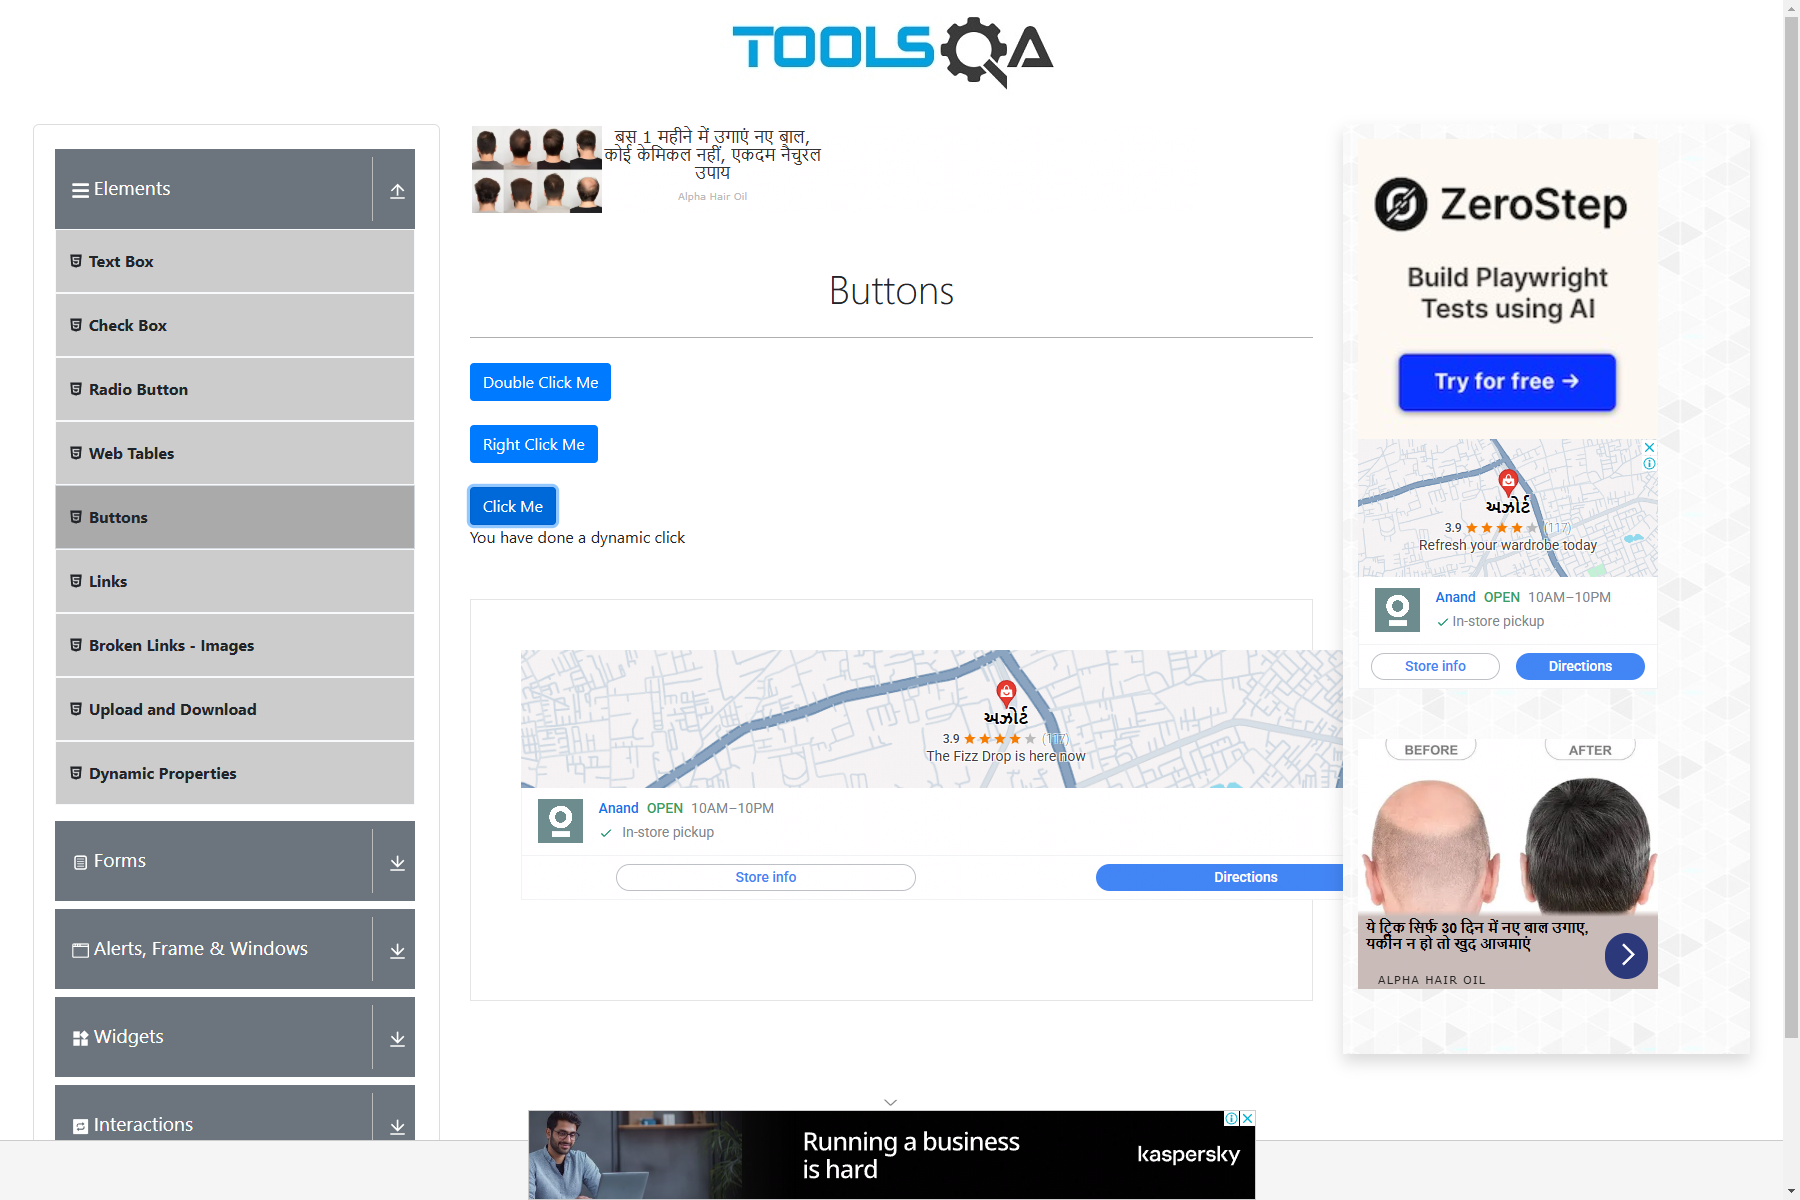 TOOLSQA
Elements
Text Box
Check Box
Radio Button
Web Tables
Buttons
Links
Broken Links - Images
Upload and Download
Dynamic Properties
Forms
Alerts, Frame & Windows
Widgets
Interactions
बस 1 महीने में उगाएं नए बाल,
कोई केमिकल नहीं, एकदम नैचुरल
उपाय
Alpha Hair Oil
Buttons
Double Click Me
Right Click Me
Click Me
You have done a dynamic click
અઝોર્ટ
3.9 (117)
The Fizz Drop is here now
Anand OPEN 10AM–10PM
In-store pickup
Store info
Directions
ZeroStep
Build Playwright
Tests using AI
Try for free →
અઝોર્ટ
3.9 (117)
Refresh your wardrobe today
Anand OPEN 10AM–10PM
In-store pickup
Store info
Directions
BEFORE
AFTER
ये ट्रिक सिर्फ 30 दिन में नए बाल उगाए,
यकीन न हो तो खुद आजमाएं
ALPHA HAIR OIL
Running a business
is hard
kaspersky